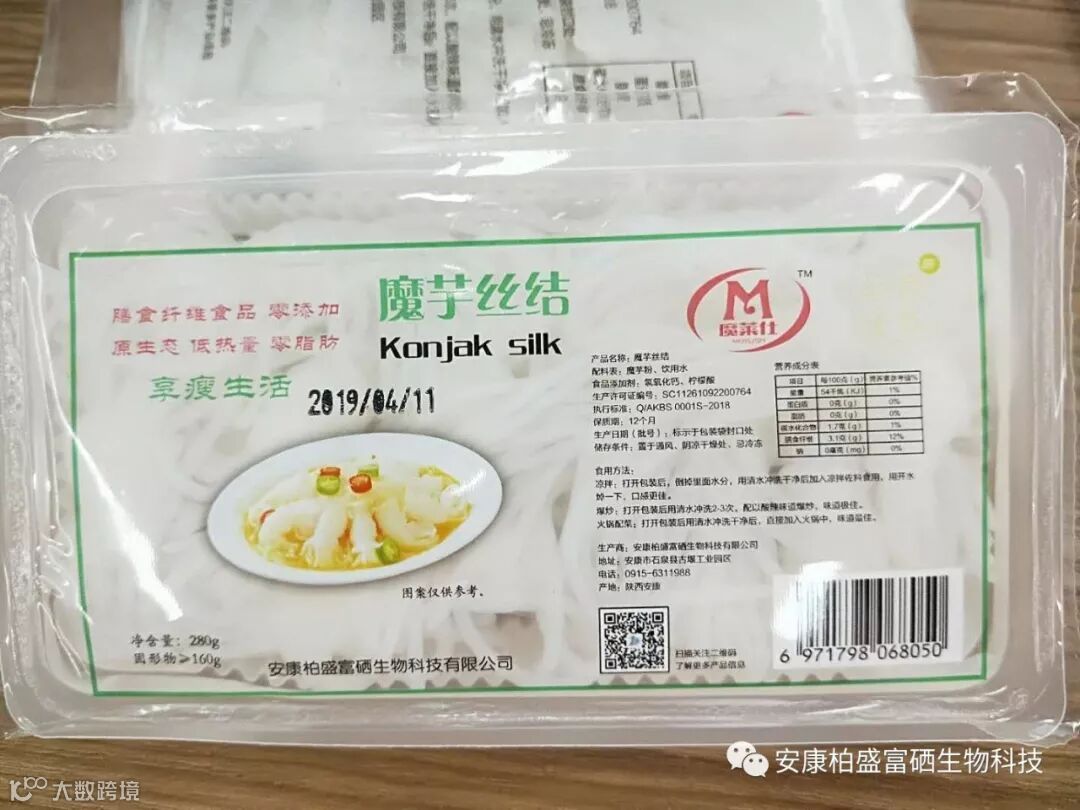 膳食纤维食品 零添加
原生态 低热量 零脂肪
享瘦生活
2019/04/11
魔芋丝结
Konjak silk
M
TM
魔莱仕
产品名称：魔芋丝结
配料表：魔芋粉、饮用水
食品添加剂：氢氧化钙、柠檬酸
生产许可证编号：SC11261092200764
执行标准：Q/AKBS 0001S-2018
保质期：12个月
生产日期（批号）：标示于包装袋封口处
储存条件：置于通风、阴凉干燥处、忌冷冻
营养成分表
项目 每100克（g） 营养素参考值%
能量 54千焦（KJ） 1%
蛋白质 0克（g） 0%
脂肪 0克（g） 0%
碳水化合物 1.7克（g） 1%
膳食纤维 3.1克（g） 12%
钠 0毫克（mg） 0%
食用方法：
凉拌：打开包装后，倒掉里面水分，用清水冲洗干净后加入凉拌佐料食用，用开水
焯一下，口感更佳。
爆炒：打开包装后用清水冲洗2-3次，配以酸辣味道爆炒，味道极佳。
火锅配菜：打开包装后用清水冲洗干净后，直接加入火锅中，味道最佳。
生产商：安康柏盛富硒生物科技有限公司
地址：安康市石泉县古堰工业园区
电话：0915-6311988
产地：陕西安康
图案仅供参考。
净含量：280g
固形物≥160g
安康柏盛富硒生物科技有限公司
扫描关注二维码
了解更多产品信息
6 971798 068050
安康柏盛富硒生物科技
大数跨境